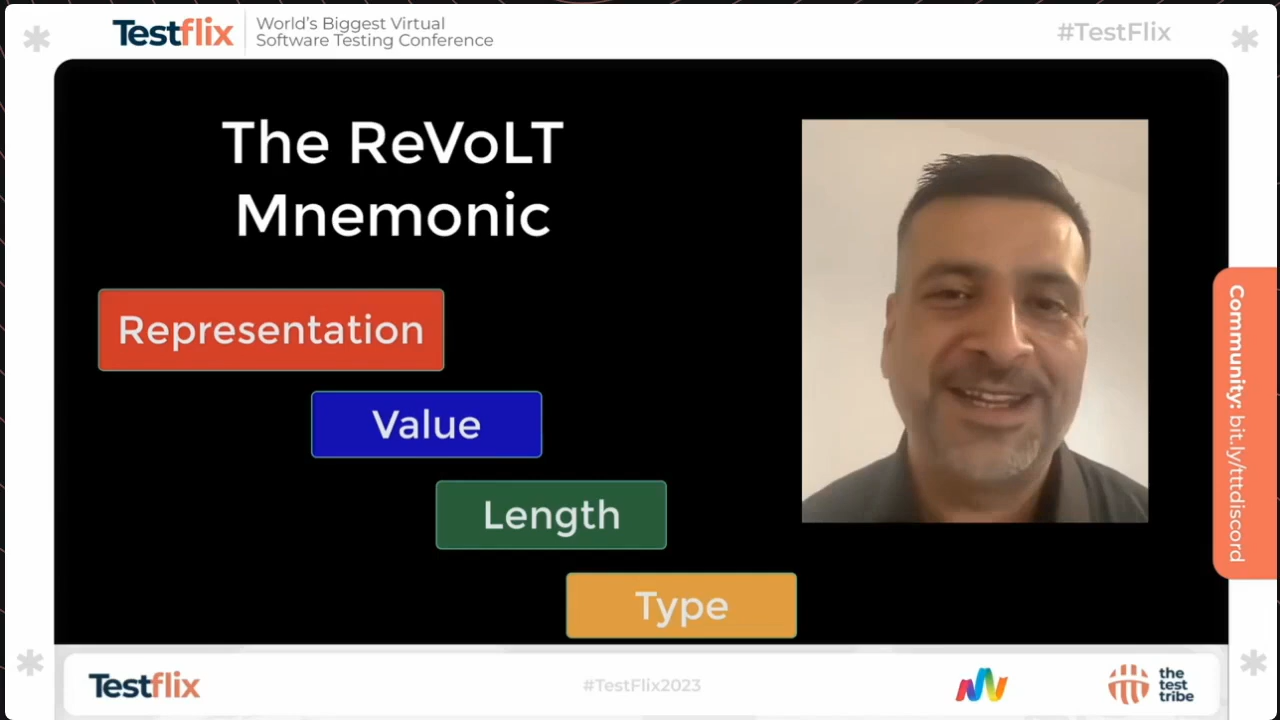 Testflix
World's Biggest Virtual
Software Testing Conference
#TestFlix
The ReVoLT
Mnemonic
Representation
Value
Length
Type
Community: bit.ly/tttdiscord
Testflix
#TestFlix2023
the
test
tribe